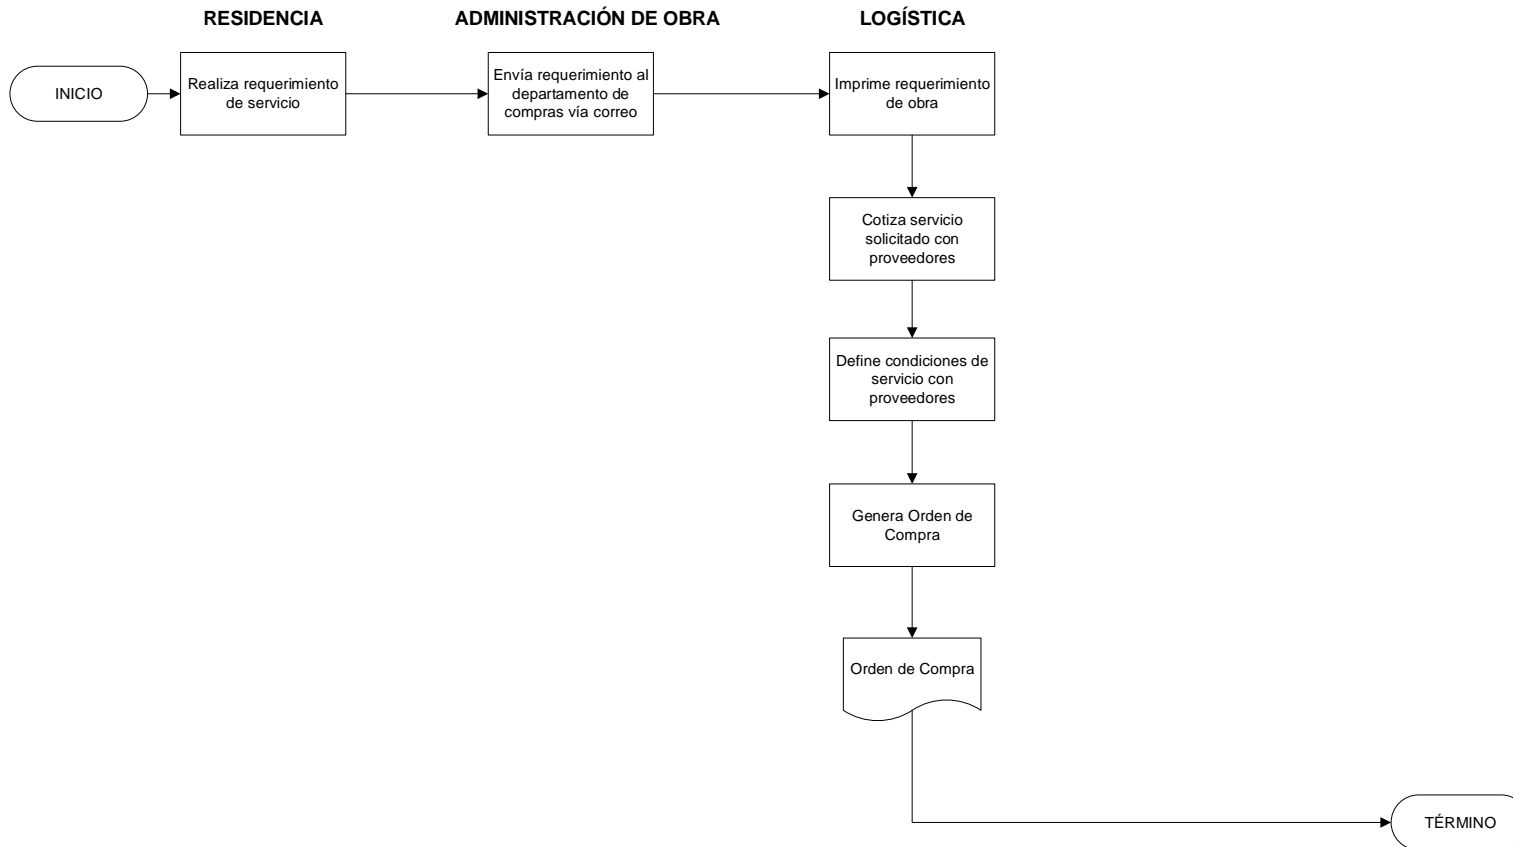 RESIDENCIA
ADMINISTRACIÓN DE OBRA
LOGÍSTICA
INICIO
Realiza requerimiento
de servicio
Envía requerimiento al
departamento de
compras vía correo
Imprime requerimiento
de obra
Cotiza servicio
solicitado con
proveedores
Define condiciones de
servicio con
proveedores
Genera Orden de
Compra
Orden de Compra
TÉRMINO